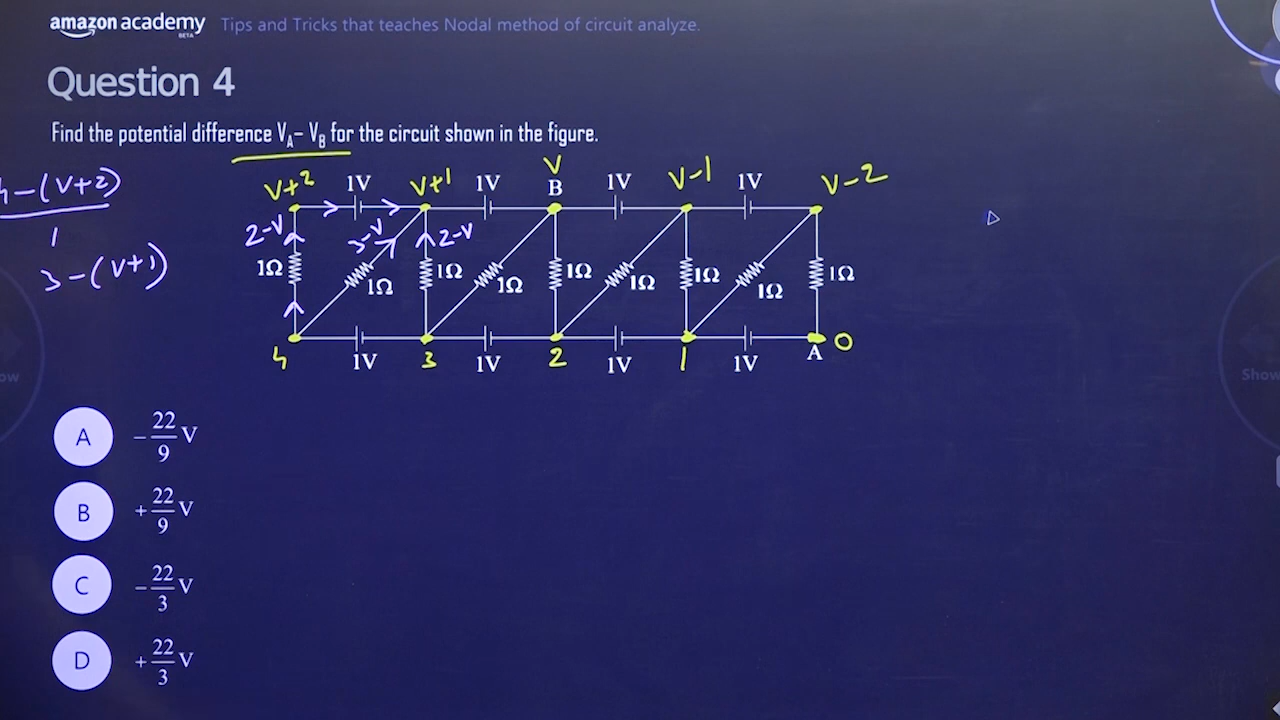 amazon academy Tips and Tricks that teaches Nodal method of circuit analyze.
BETA
Question 4
Find the potential difference V_A – V_B for the circuit shown in the figure.
4-(V+2)
1
3-(V+1)
V+2 1V V+1 1V V B 1V V-1 1V V-2
2-V 3-V 2-V
1Ω 1Ω 1Ω 1Ω 1Ω 1Ω 1Ω 1Ω 1Ω
4 1V 3 1V 2 1V 1 1V A 0
A -22/9 V
B +22/9 V
C -22/3 V
D +22/3 V
Show